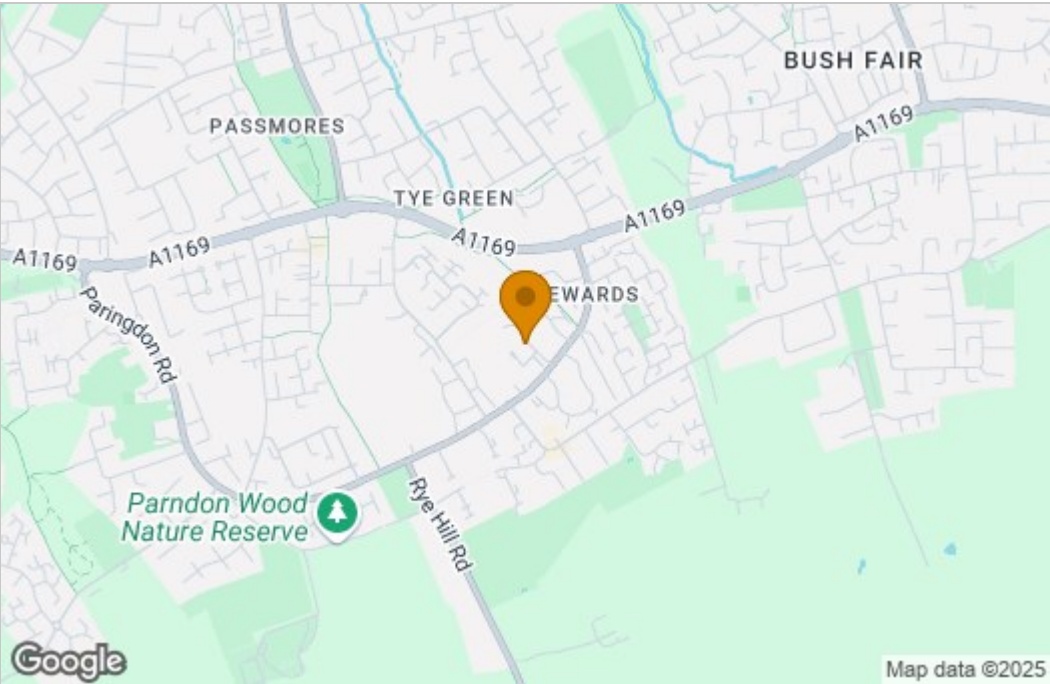 BUSH FAIR
A1169
PASSMORES
TYE GREEN
A1169
A1169
A1169
A1169
EWARDS
Paringdon Rd
Parndon Wood
Nature Reserve
Rye Hill Rd
Google
Map data ©2025